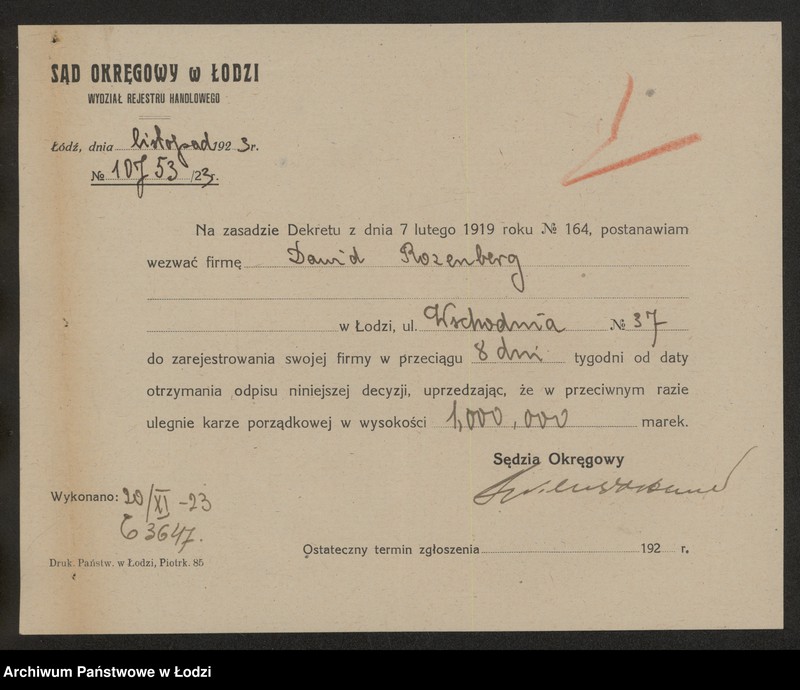 SĄD OKRĘGOWY w ŁODZI
WYDZIAŁ REJESTRU HANDLOWEGO
Łódź, dnia listopad 1923 r.
№ 10753/23r.
Na zasadzie Dekretu z dnia 7 lutego 1919 roku № 164, postanawiam
wezwać firmę Dawid Rozenberg
w Łodzi, ul. Wschodnia № 37
do zarejestrowania swojej firmy w przeciągu 8 dni tygodni od daty
otrzymania odpisu niniejszej decyzji, uprzedzając, że w przeciwnym razie
ulegnie karze porządkowej w wysokości 1,000,000 marek.
Sędzia Okręgowy
Wykonano: 20/XI-23
3647.
Ostateczny termin zgłoszenia 192 r.
Druk. Państw. w Łodzi, Piotrk. 85
Archiwum Państwowe w Łodzi